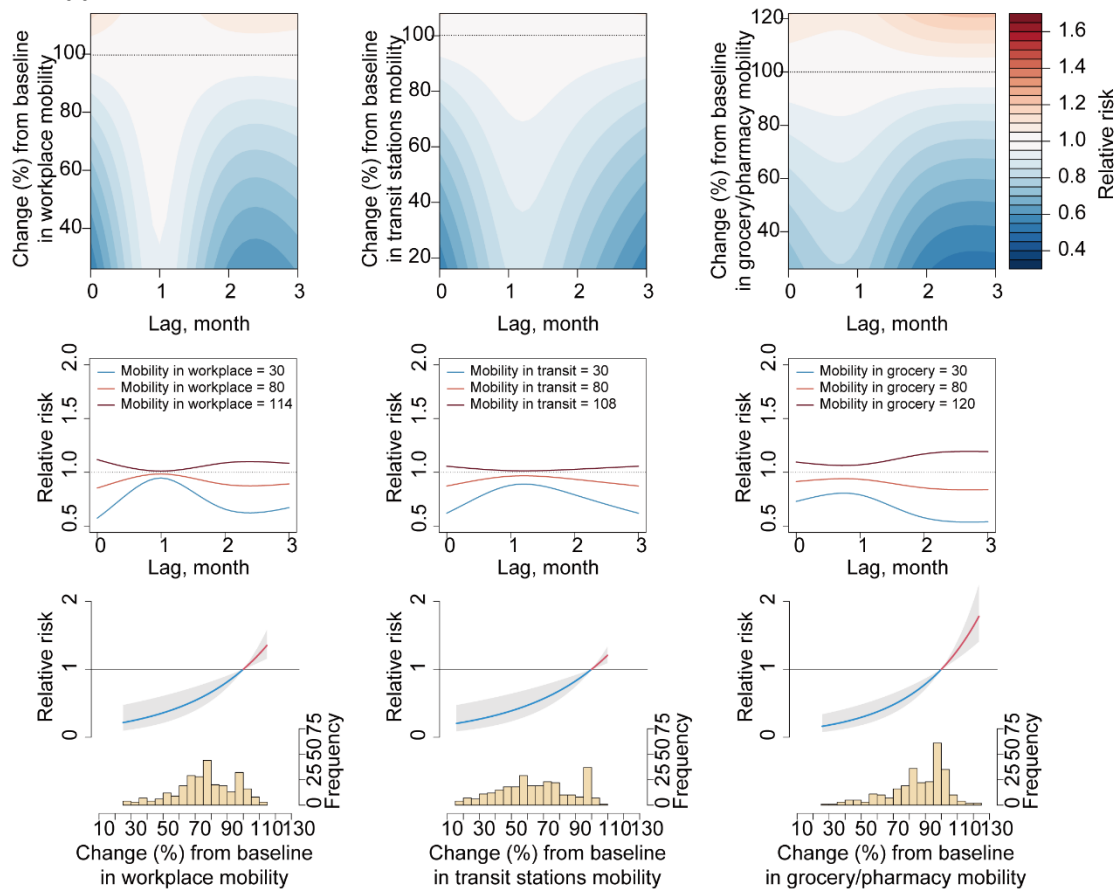 Change (%) from baseline
in workplace mobility
100
80
60
40
0
1
2
3
Lag, month
Change (%) from baseline
in transit stations mobility
100
80
60
40
20
0
1
2
3
Lag, month
Change (%) from baseline
in grocery/pharmacy mobility
120
100
80
60
40
0
1
2
3
Lag, month
1.6
1.4
1.2
1.0
0.8
0.6
0.4
Relative risk
Relative risk
2.0
1.5
1.0
0.5
Mobility in workplace = 30
Mobility in workplace = 80
Mobility in workplace = 114
0
1
2
3
Lag, month
Relative risk
2.0
1.5
1.0
0.5
Mobility in transit = 30
Mobility in transit = 80
Mobility in transit = 108
0
1
2
3
Lag, month
Relative risk
2.0
1.5
1.0
0.5
Mobility in grocery = 30
Mobility in grocery = 80
Mobility in grocery = 120
0
1
2
3
Lag, month
Relative risk
2
1
0
Frequency
0 25 50 75
10 30 50 70 90 110 130
Change (%) from baseline
in workplace mobility
Relative risk
2
1
0
Frequency
0 25 50 75
10 30 50 70 90 110 130
Change (%) from baseline
in transit stations mobility
Relative risk
2
1
0
Frequency
0 25 50 75
10 30 50 70 90 110 130
Change (%) from baseline
in grocery/pharmacy mobility